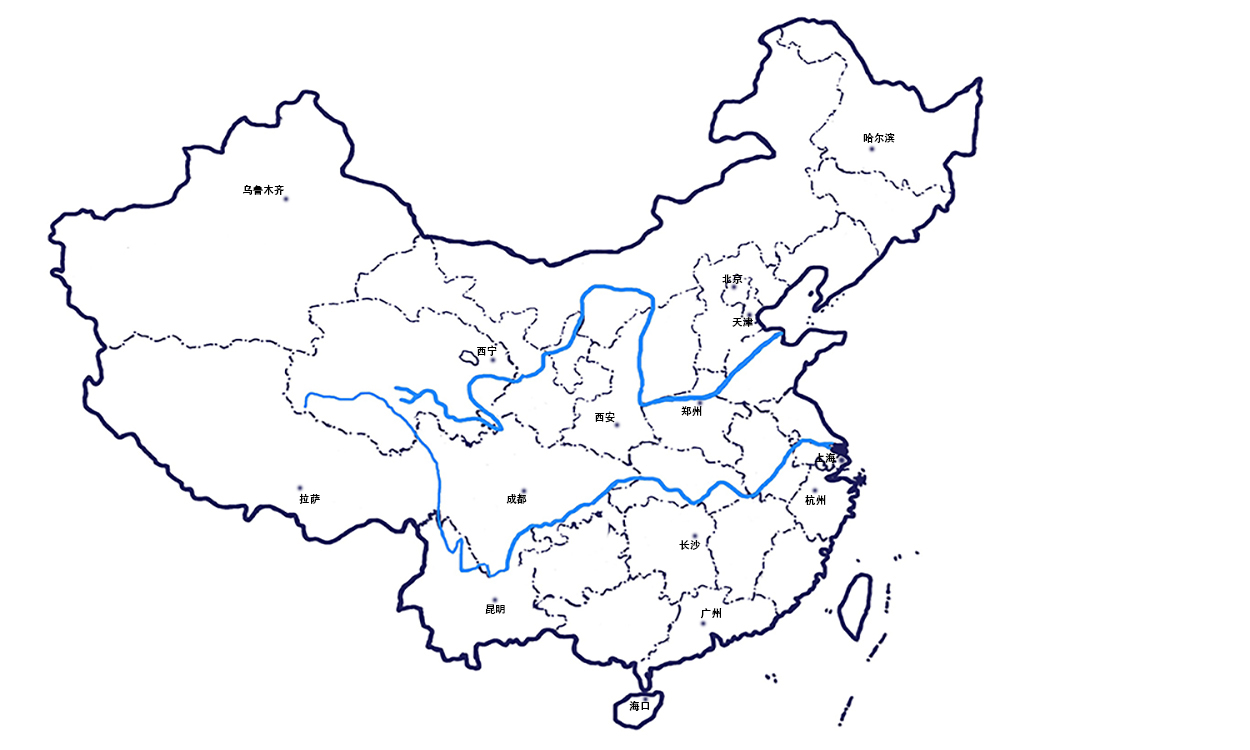 哈尔滨
乌鲁木齐
北京
天津
西宁
郑州
西安
上海
拉萨
成都
杭州
长沙
昆明
广州
海口